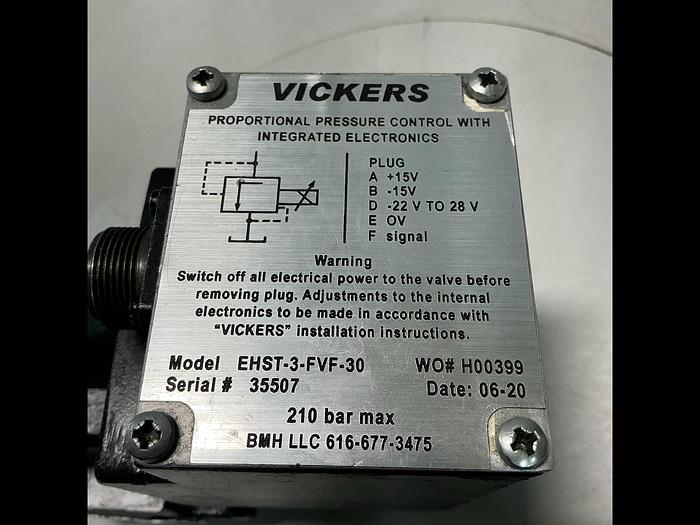 VICKERS
PROPORTIONAL PRESSURE CONTROL WITH
INTEGRATED ELECTRONICS
PLUG
A +15V
B -15V
D -22 V TO 28 V
E OV
F signal
Warning
Switch off all electrical power to the valve before
removing plug. Adjustments to the internal
electronics to be made in accordance with
"VICKERS" installation instructions.
Model EHST-3-FVF-30 WO# H00399
Serial # 35507 Date: 06-20
210 bar max
BMH LLC 616-677-3475